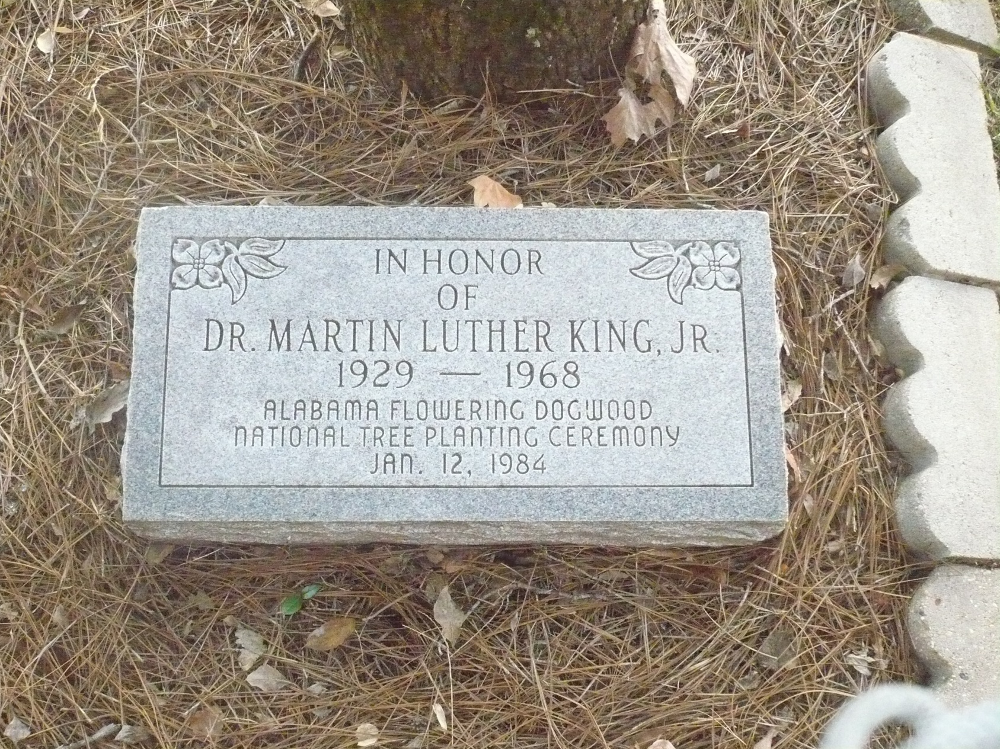 IN HONOR
OF
DR. MARTIN LUTHER KING, JR.
1929 — 1968
ALABAMA FLOWERING DOGWOOD
NATIONAL TREE PLANTING CEREMONY
JAN. 12, 1984